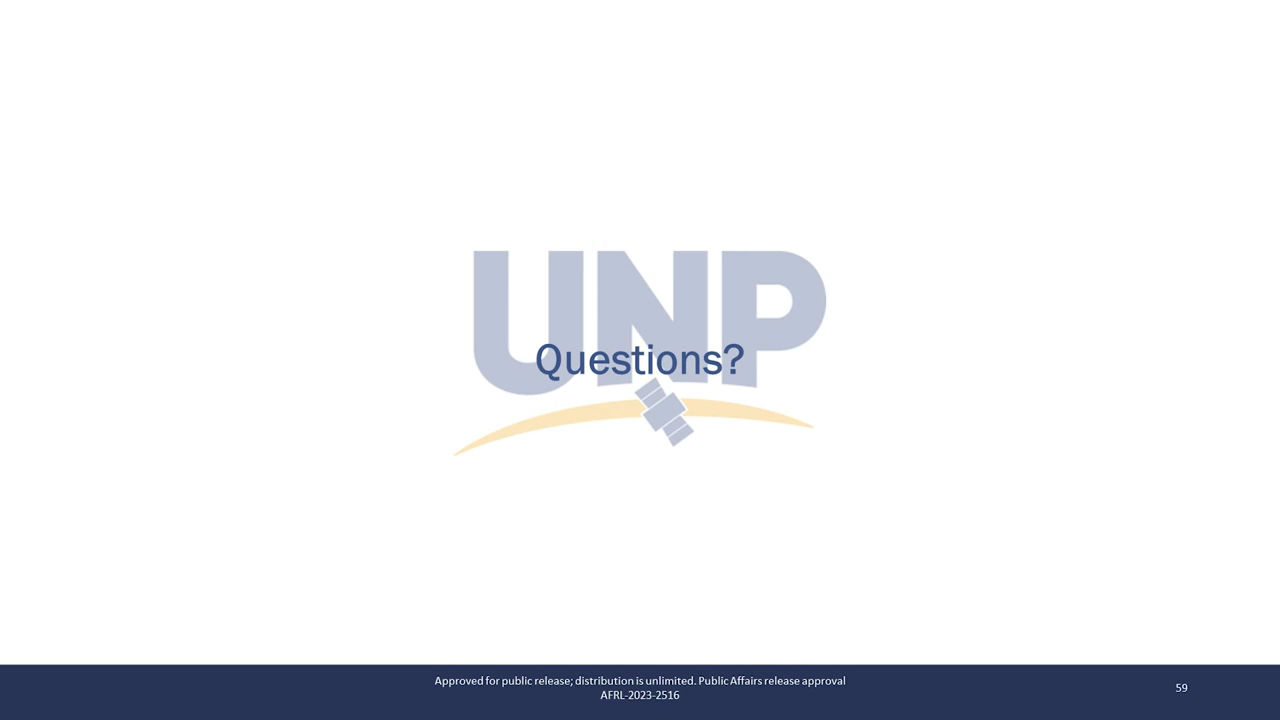 UNP
Questions?
Approved for public release; distribution is unlimited. Public Affairs release approval
AFRL-2023-2516
59